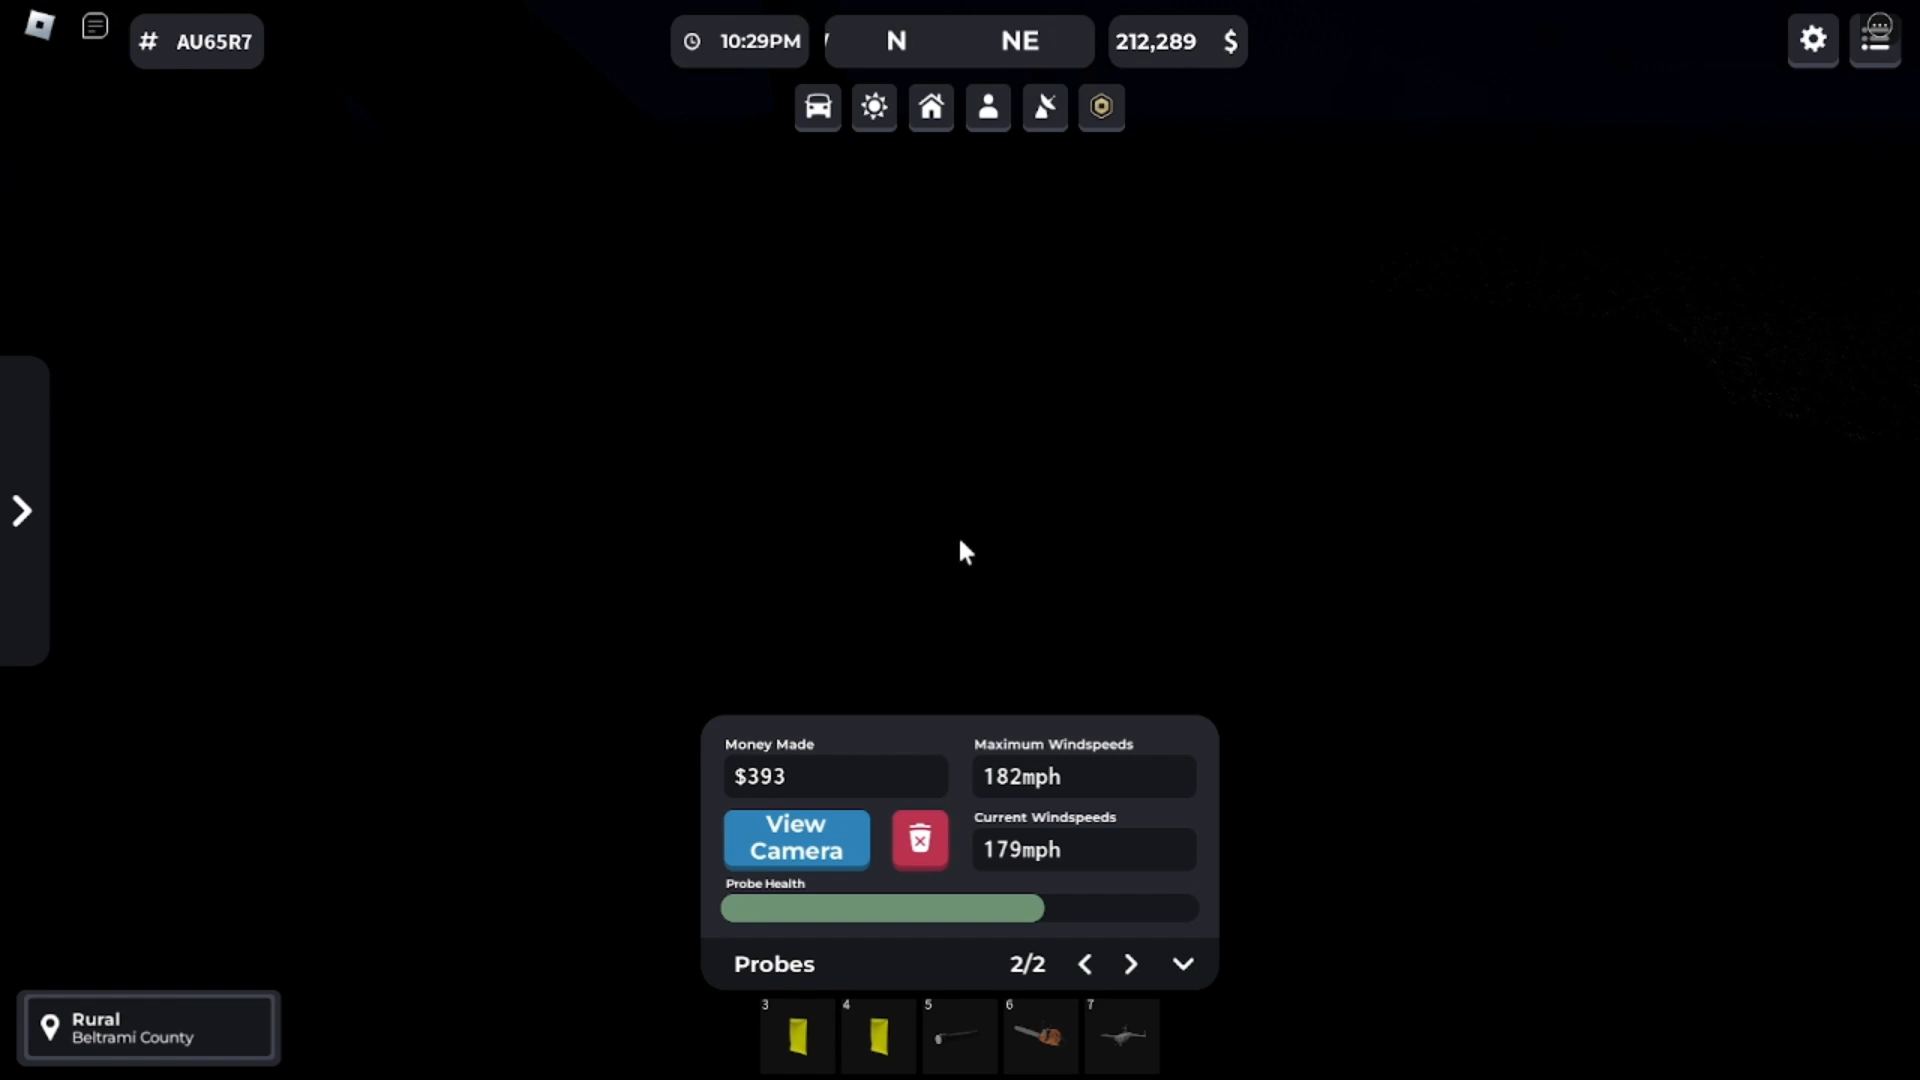 # AU65R7
10:29PM
N NE
212,289 $
Money Made
$393
Maximum Windspeeds
182mph
View
Camera
Current Windspeeds
179mph
Probe Health
Probes 2/2
3 4 5 6 7
Rural
Beltrami County